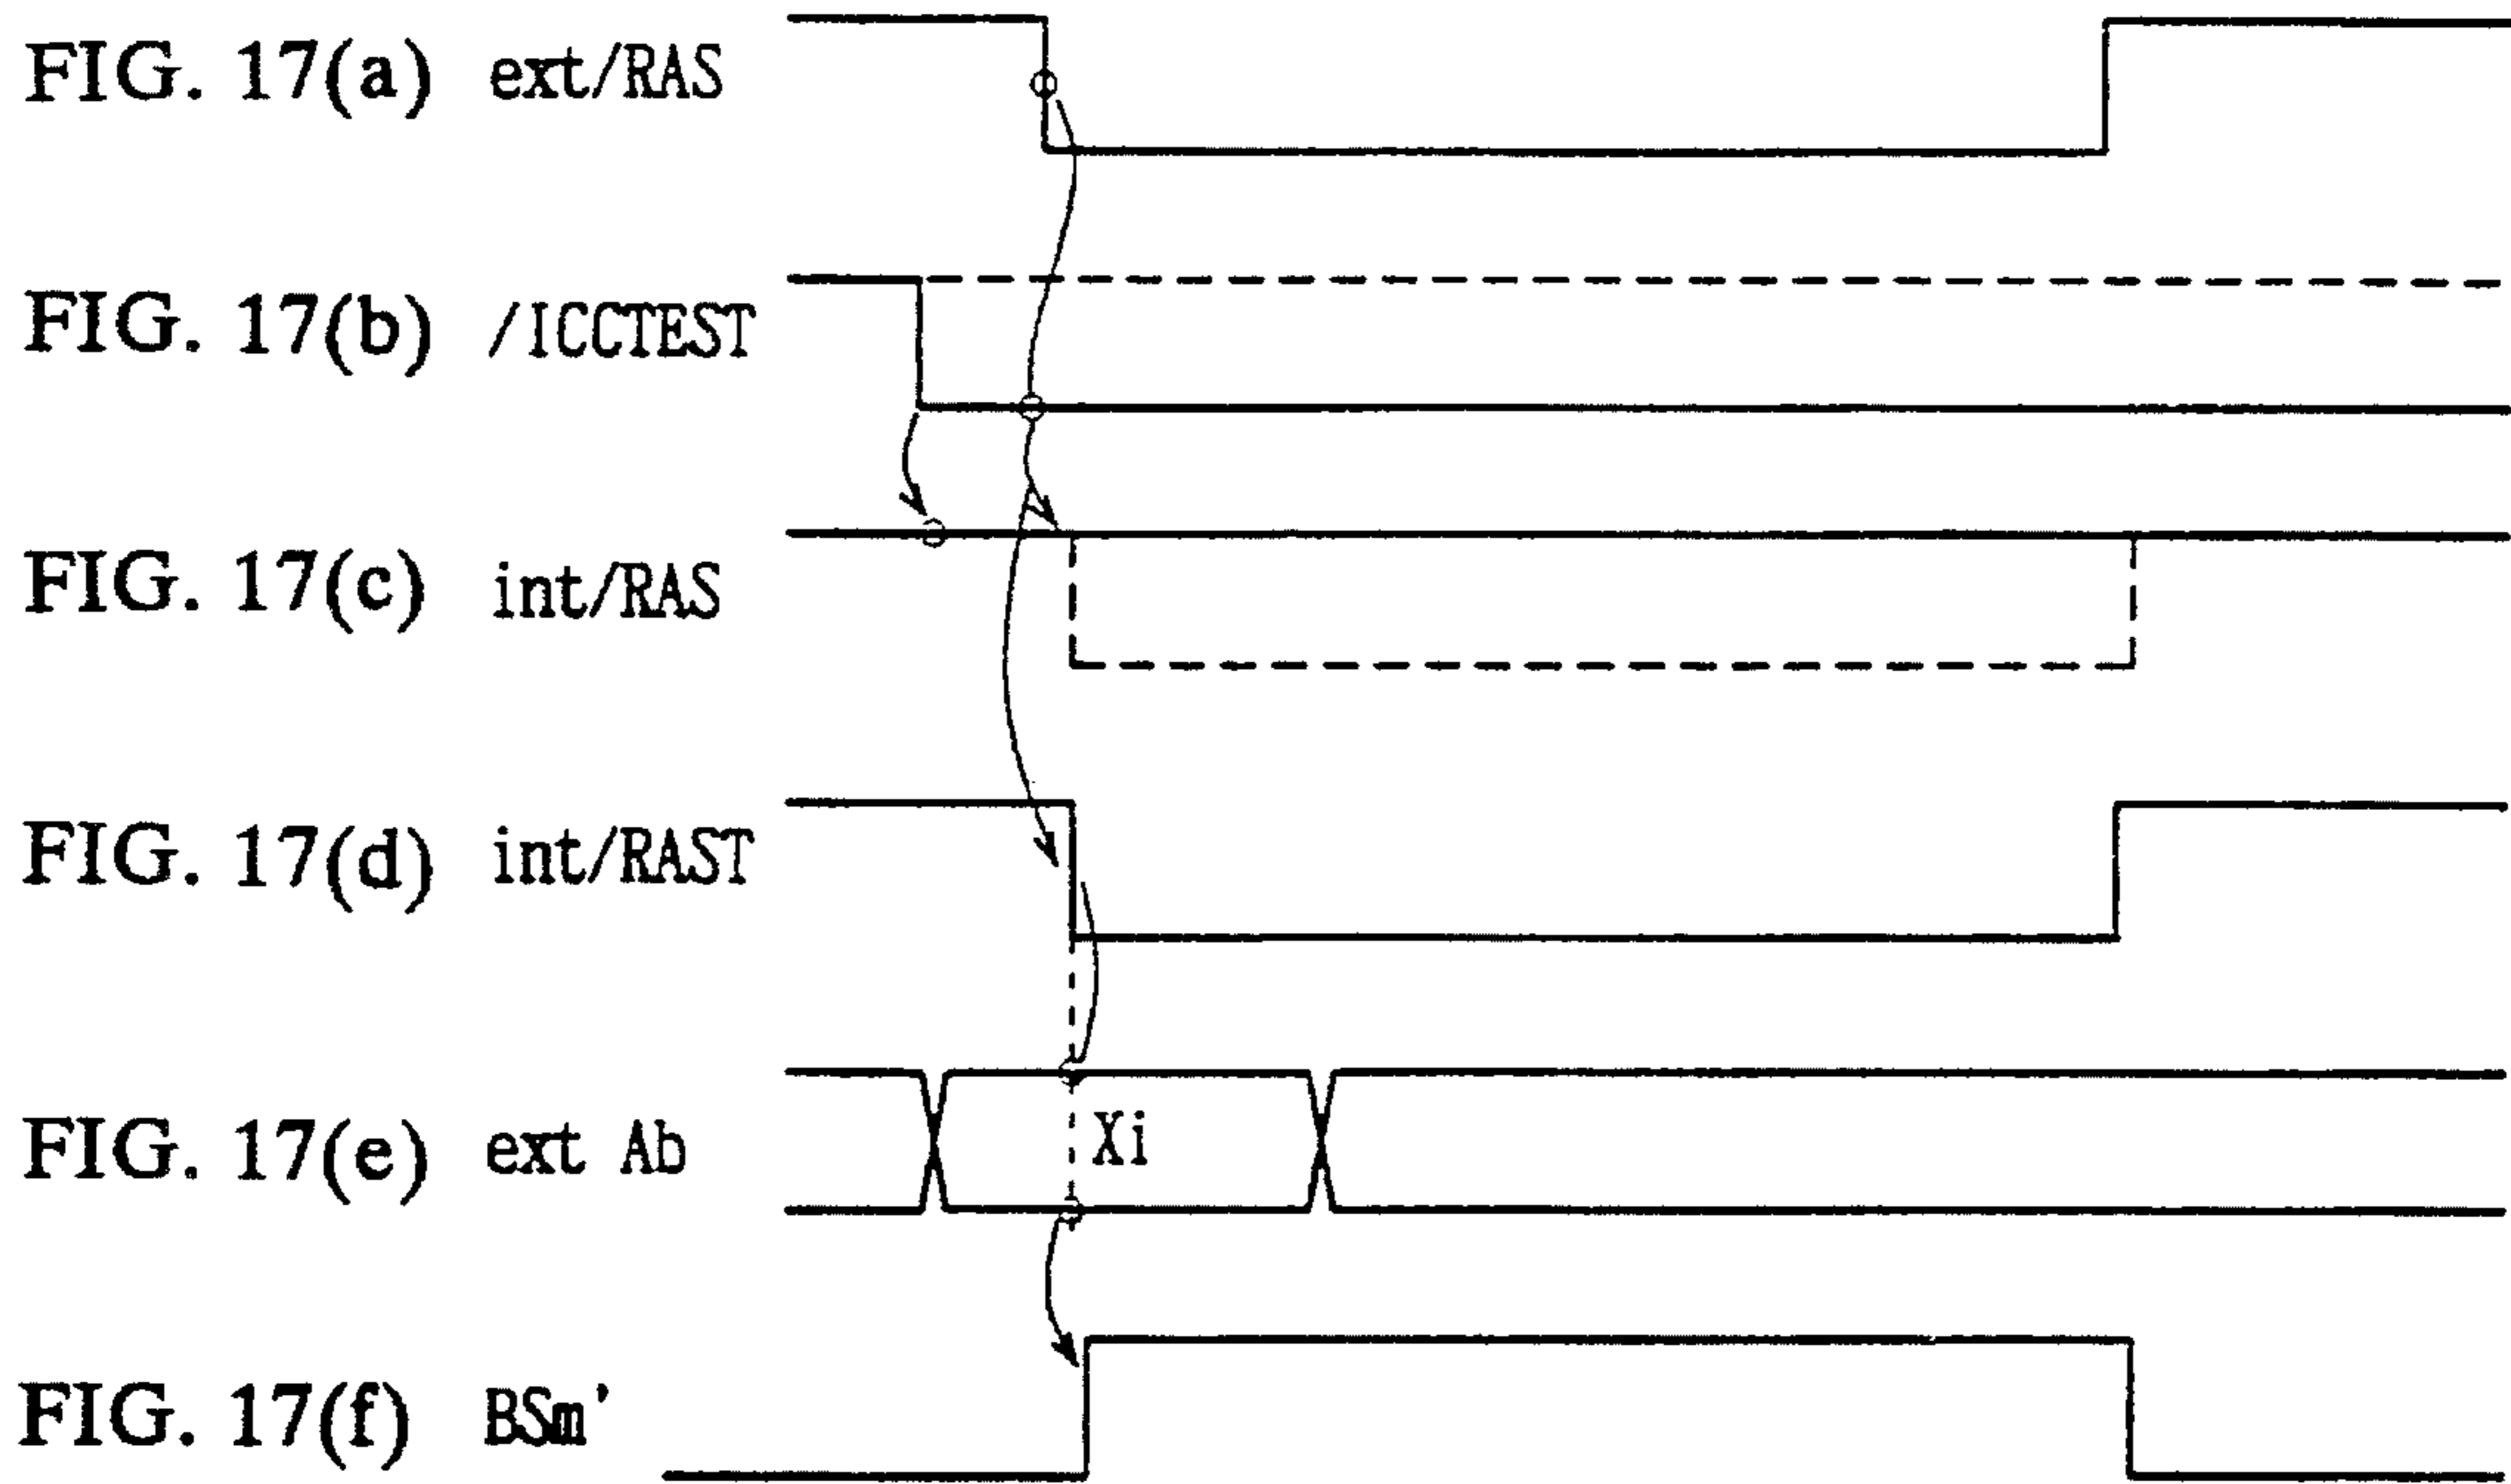 FIG. 17(a) ext/RAS
FIG. 17(b) /ICCTEST
FIG. 17(c) int/RAS
FIG. 17(d) int/RAST
FIG. 17(e) ext Ab Xi
FIG. 17(f) BSm'